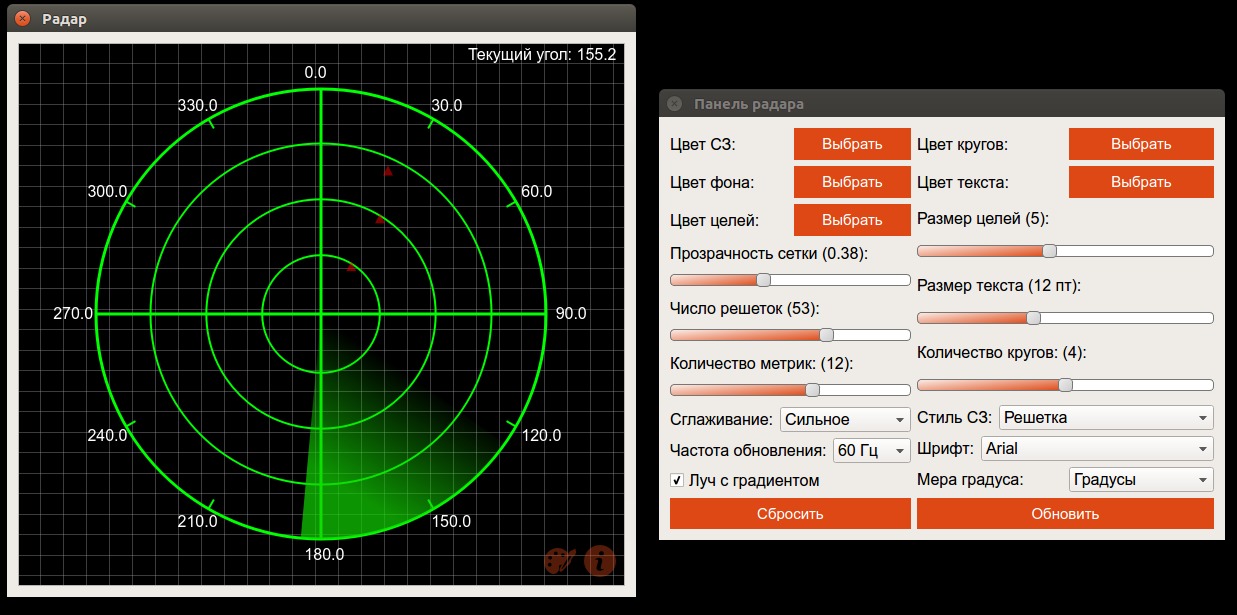 Радар
Текущий угол: 155.2
0.0
330.0
30.0
300.0
60.0
270.0
90.0
240.0
120.0
210.0
150.0
180.0
i
Панель радара
Цвет СЗ:
Выбрать
Цвет кругов:
Выбрать
Цвет фона:
Выбрать
Цвет текста:
Выбрать
Цвет целей:
Выбрать
Размер целей (5):
Прозрачность сетки (0.38):
Размер текста (12 пт):
Число решеток (53):
Количество кругов: (4):
Количество метрик: (12):
Сглаживание:
Сильное
Стиль СЗ:
Решетка
Частота обновления:
60 Гц
Шрифт:
Arial
Луч с градиентом
Мера градуса:
Градусы
Сбросить
Обновить